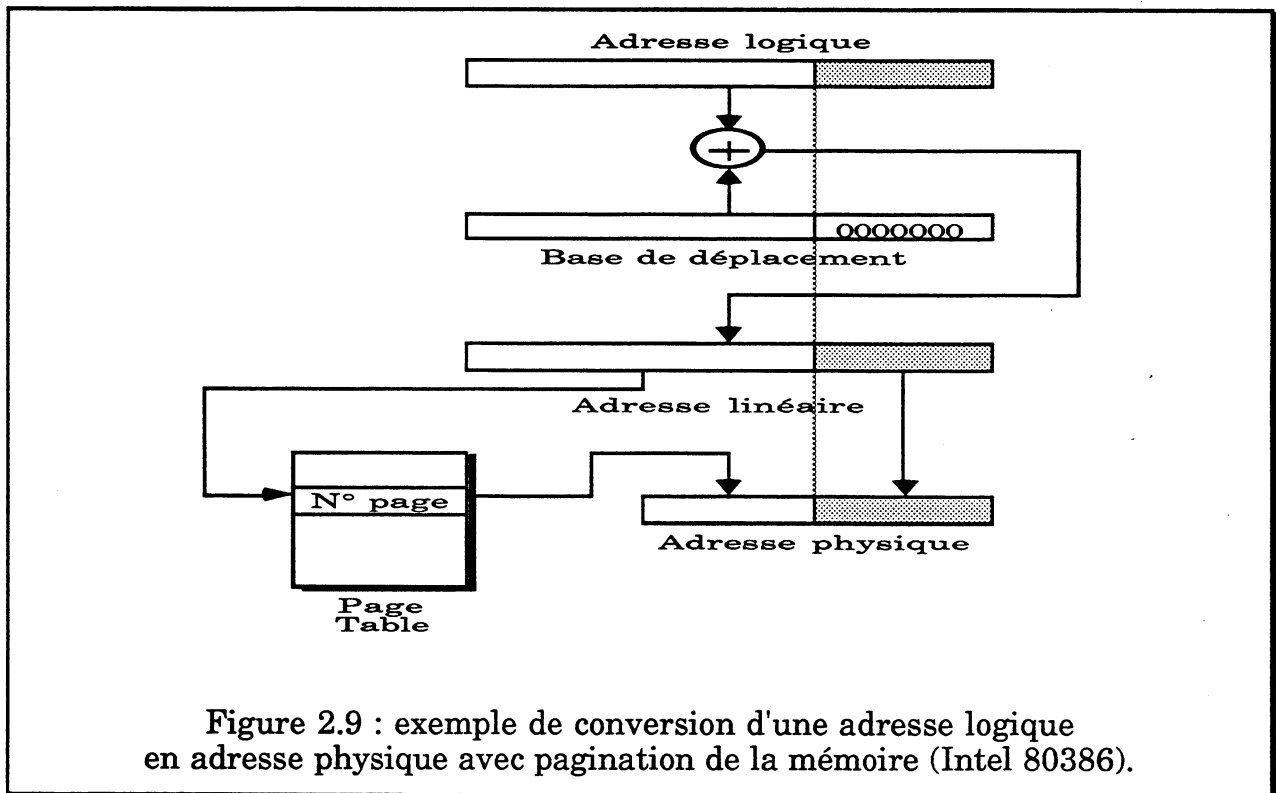 Adresse logique
+
0000000
Base de déplacement
Adresse linéaire
N° page
Adresse physique
Page
Table
Figure 2.9 : exemple de conversion d'une adresse logique
en adresse physique avec pagination de la mémoire (Intel 80386).